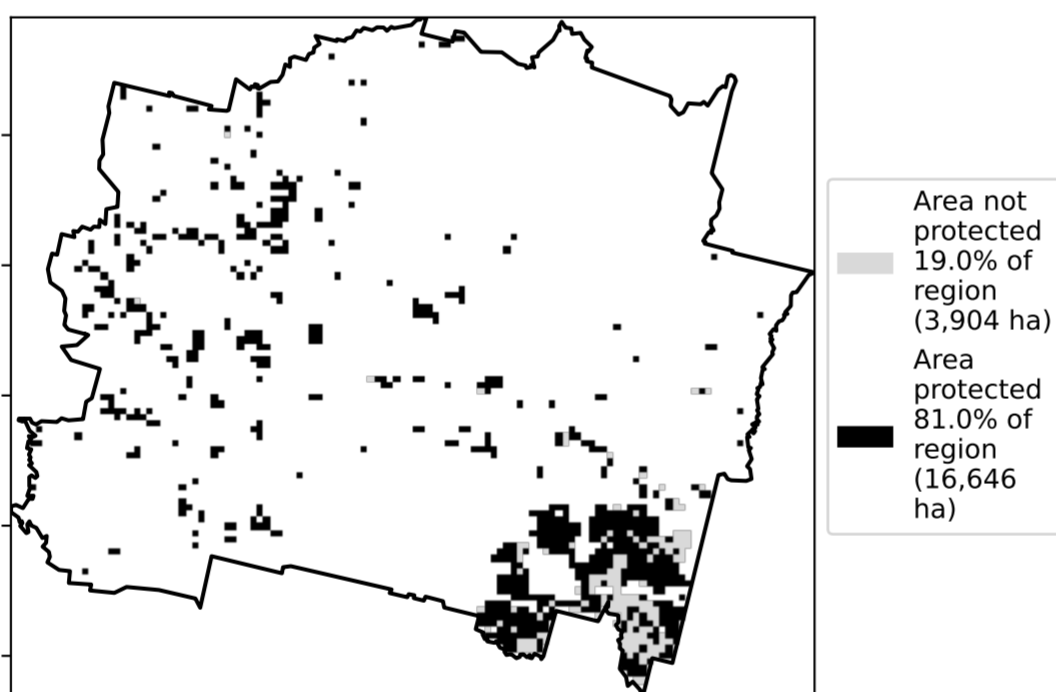 Area not
protected
19.0% of
region
(3,904 ha)
Area
protected
81.0% of
region
(16,646
ha)